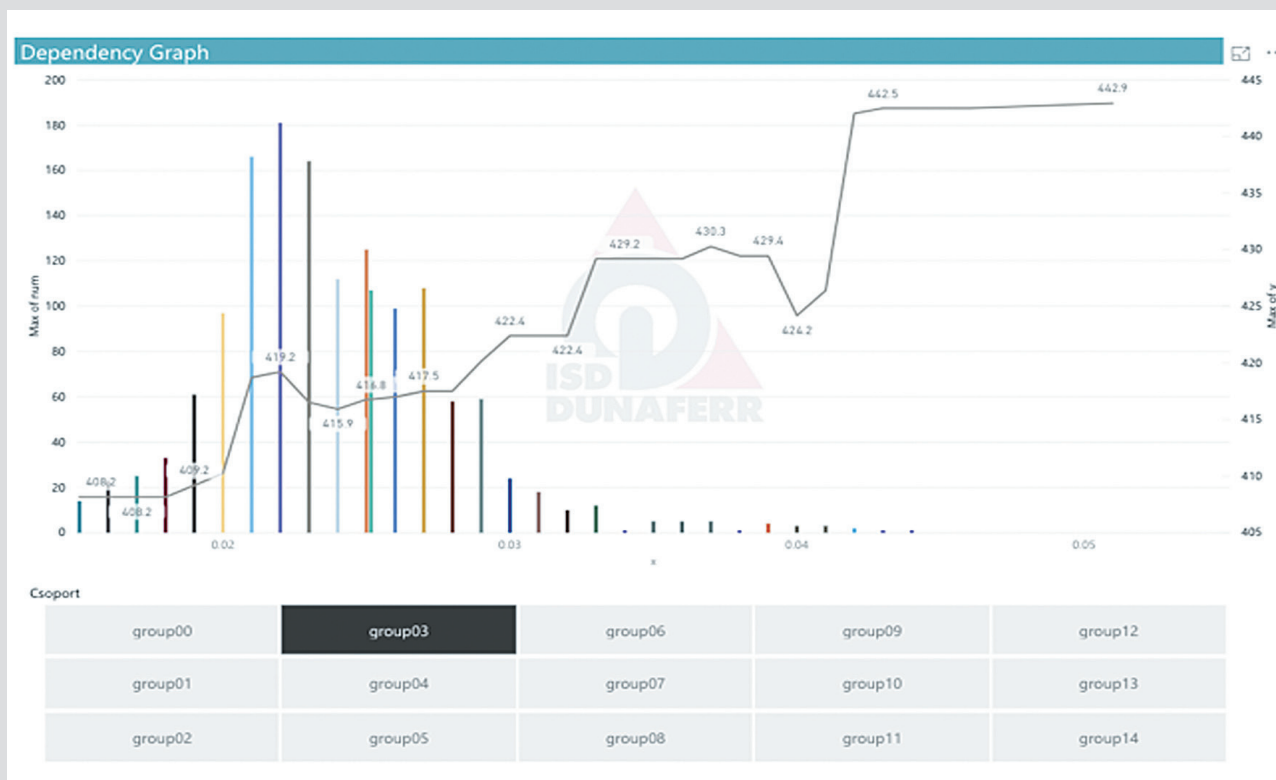 Dependency Graph
200
180
160
140
120
100
80
60
40
20
0
Max of num
445
440
435
430
425
420
415
410
405
Max of y
408.2
408.2
409.2
419.2
415.9
416.8
417.5
422.4
422.4
429.2
430.3
429.4
424.2
442.5
442.9
ISD
DUNAFERR
0.02
0.03
0.04
0.05
x
Csoport
group00
group03
group06
group09
group12
group01
group04
group07
group10
group13
group02
group05
group08
group11
group14